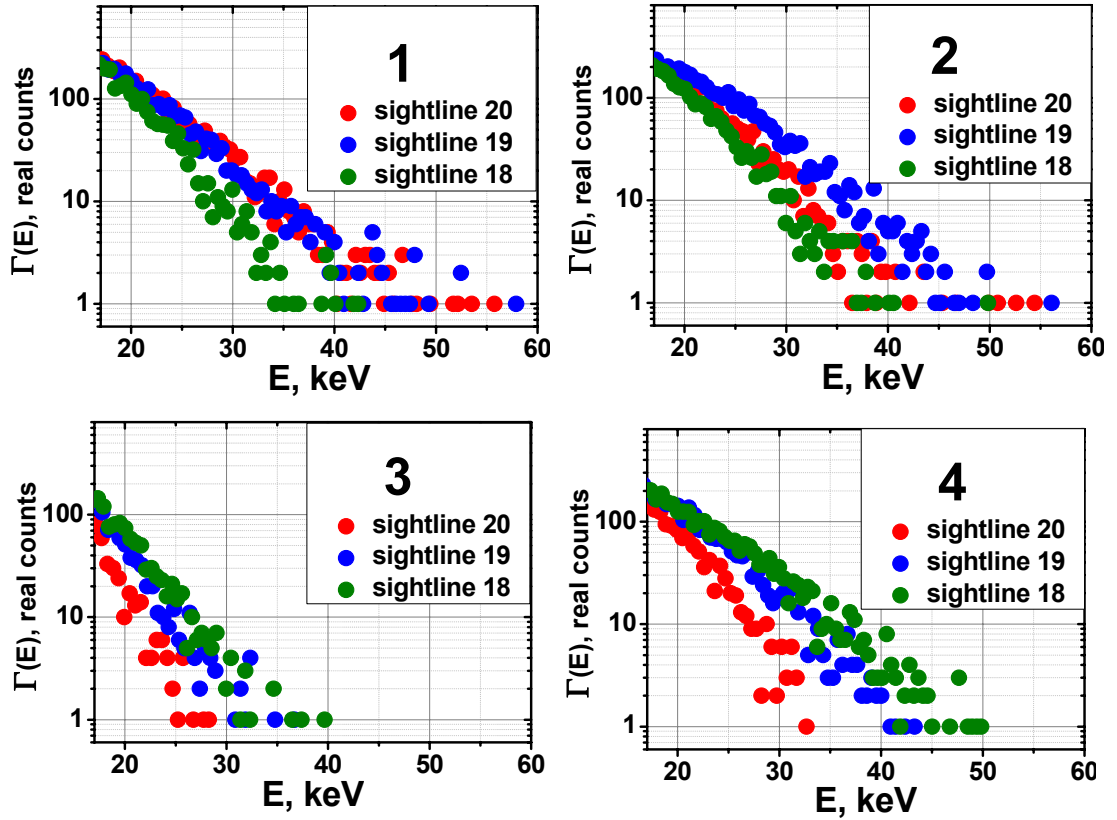 1
sightline 20
sightline 19
sightline 18
Γ(E), real counts
100
10
1
20 30 40 50 60
E, keV
2
sightline 20
sightline 19
sightline 18
Γ(E), real counts
100
10
1
20 30 40 50 60
E, keV
3
sightline 20
sightline 19
sightline 18
Γ(E), real counts
100
10
1
20 30 40 50 60
E, keV
4
sightline 20
sightline 19
sightline 18
Γ(E), real counts
100
10
1
20 30 40 50 60
E, keV